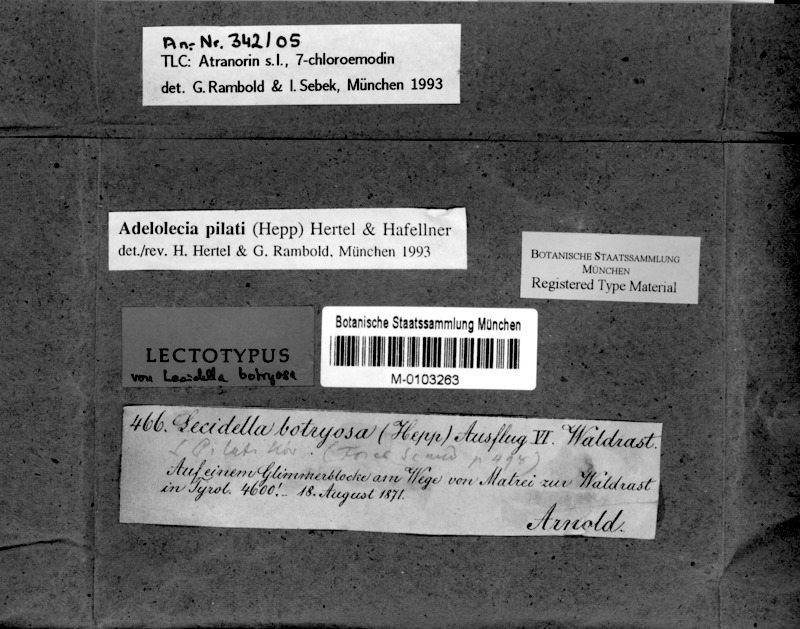 An.-Nr. 342/05
TLC: Atranorin s.l., 7-chloroemodin
det. G. Rambold & I. Sebek, München 1993
Adelolecia pilati (Hepp) Hertel & Hafellner
det./rev. H. Hertel & G. Rambold, München 1993
BOTANISCHE STAATSSAMMLUNG
MÜNCHEN
Registered Type Material
LECTOTYPUS
von Lecidella botryosa
Botanische Staatssammlung München
M-0103263
466. Lecidella botryosa (Hepp) Ausflug VI. Waldrast.
L Pilati
Auf einem Glimmerblocke am Wege von Matrei zur Waldrast
in Tyrol. 4600'. – 18. August 1871.
Arnold.